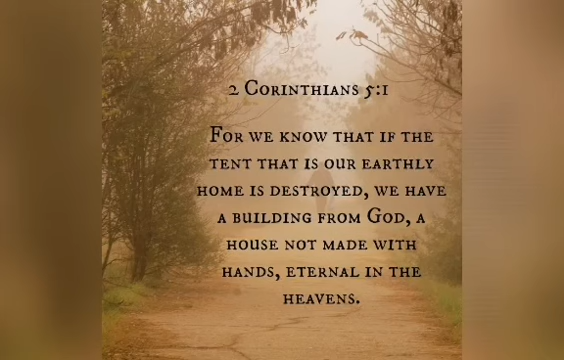 2 Corinthians 5:1
For we know that if the
tent that is our earthly
home is destroyed, we have
a building from God, a
house not made with
hands, eternal in the
heavens.